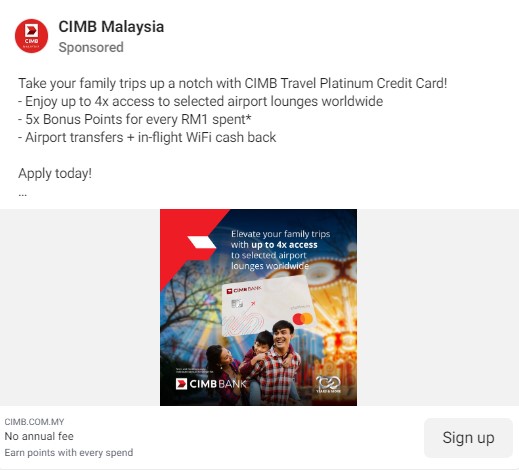 CIMB Malaysia
Sponsored
Take your family trips up a notch with CIMB Travel Platinum Credit Card!
- Enjoy up to 4x access to selected airport lounges worldwide
- 5x Bonus Points for every RM1 spent*
- Airport transfers + in-flight WiFi cash back
Apply today!
...
Elevate your family trips
with up to 4x access
to selected airport
lounges worldwide
CIMB BANK
CIMB BANK
CIMB.COM.MY
No annual fee
Earn points with every spend
Sign up